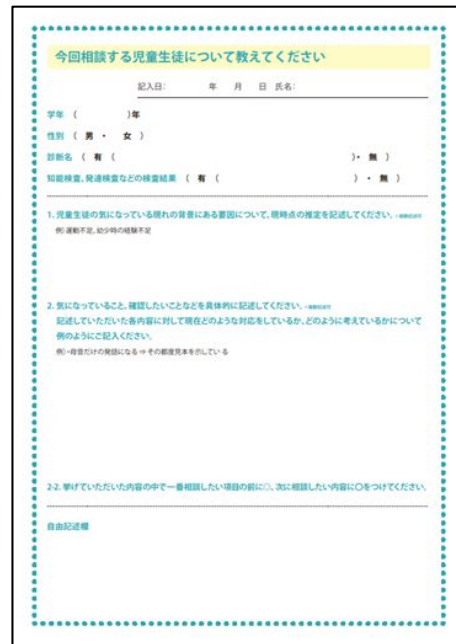 今回相談する児童生徒について教えてください
記入日： 年 月 日 氏名：
学年 （ ）年
性別 （ 男 ・ 女 ）
診断名 （ 有 （ ）・ 無 ）
知能検査、発達検査などの検査結果 （ 有 （ ） ・ 無 ）
1. 児童生徒の気になっている現れの背景にある要因について、現時点の推定を記述してください。
例）運動不足、幼少時の経験不足
2. 気になっていること、確認したいことなどを具体的に記述してください。
記述していただいた各内容に対して現在どのような対応をしているか、どのように考えているかについて
例のようにご記入ください。
例）・母音だけの発話になる ⇒ その都度見本を示している
2-2. 挙げていただいた内容の中で一番相談したい項目の前に◎、次に相談したい内容に〇をつけてください。
自由記述欄